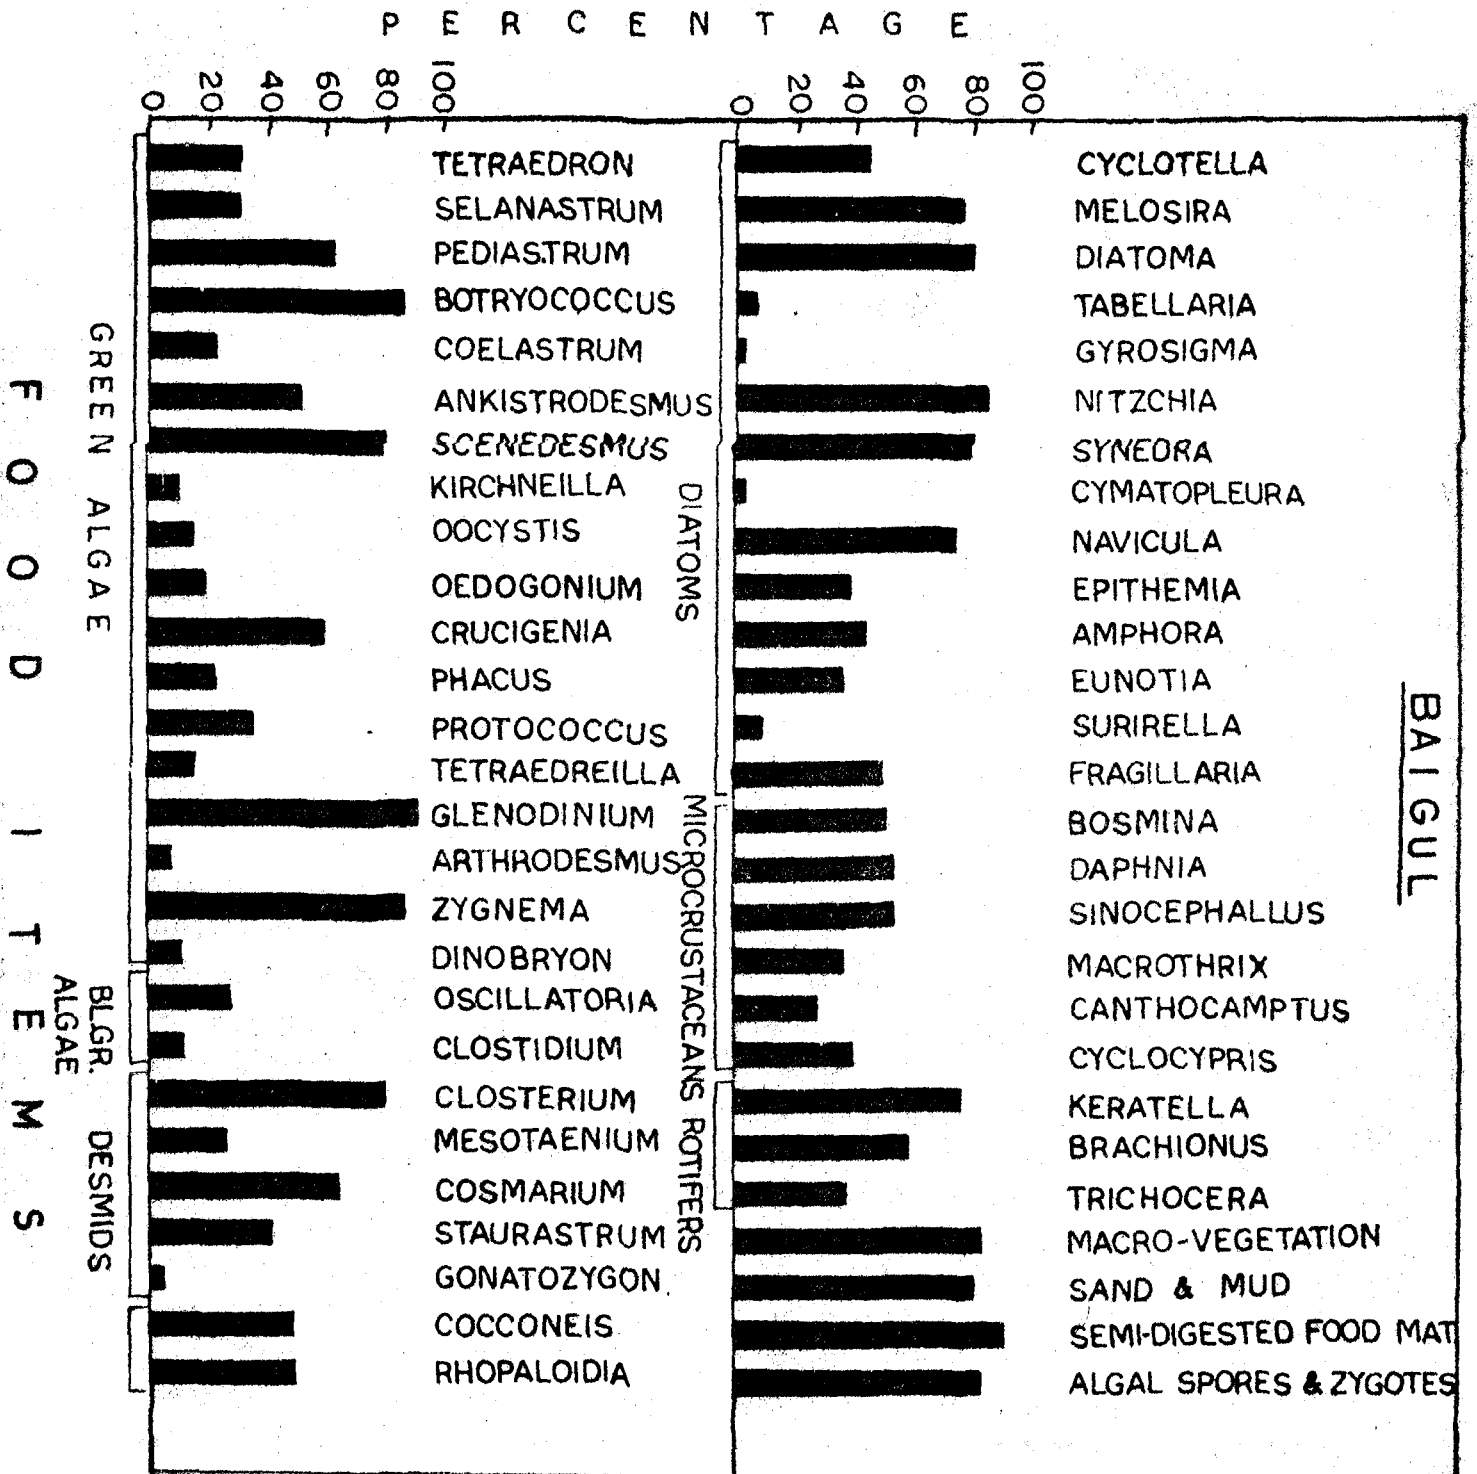 PERCENTAGE
0 20 40 60 80 100
0 20 40 60 80 100
FOOD ITEMS
GREEN ALGAE
TETRAEDRON
SELANASTRUM
PEDIASTRUM
BOTRYOCOCCUS
COELASTRUM
ANKISTRODESMUS
SCENEDESMUS
KIRCHNEILLA
OOCYSTIS
OEDOGONIUM
CRUCIGENIA
PHACUS
PROTOCOCCUS
TETRAEDREILLA
GLENODINIUM
ARTHRODESMUS
ZYGNEMA
DINOBRYON
BL.GR.
ALGAE
OSCILLATORIA
CLOSTIDIUM
DESMIDS
CLOSTERIUM
MESOTAENIUM
COSMARIUM
STAURASTRUM
GONATOZYGON
COCCONEIS
RHOPALOIDIA
DIATOMS
CYCLOTELLA
MELOSIRA
DIATOMA
TABELLARIA
GYROSIGMA
NITZCHIA
SYNEDRA
CYMATOPLEURA
NAVICULA
EPITHEMIA
AMPHORA
EUNOTIA
SURIRELLA
FRAGILLARIA
MICROCRUSTACEANS
BOSMINA
DAPHNIA
SINOCEPHALLUS
MACROTHRIX
CANTHOCAMPTUS
CYCLOCYPRIS
ROTIFERS
KERATELLA
BRACHIONUS
TRICHOCERA
MACRO-VEGETATION
SAND & MUD
SEMI-DIGESTED FOOD MAT
ALGAL SPORES & ZYGOTES
BAIGUL